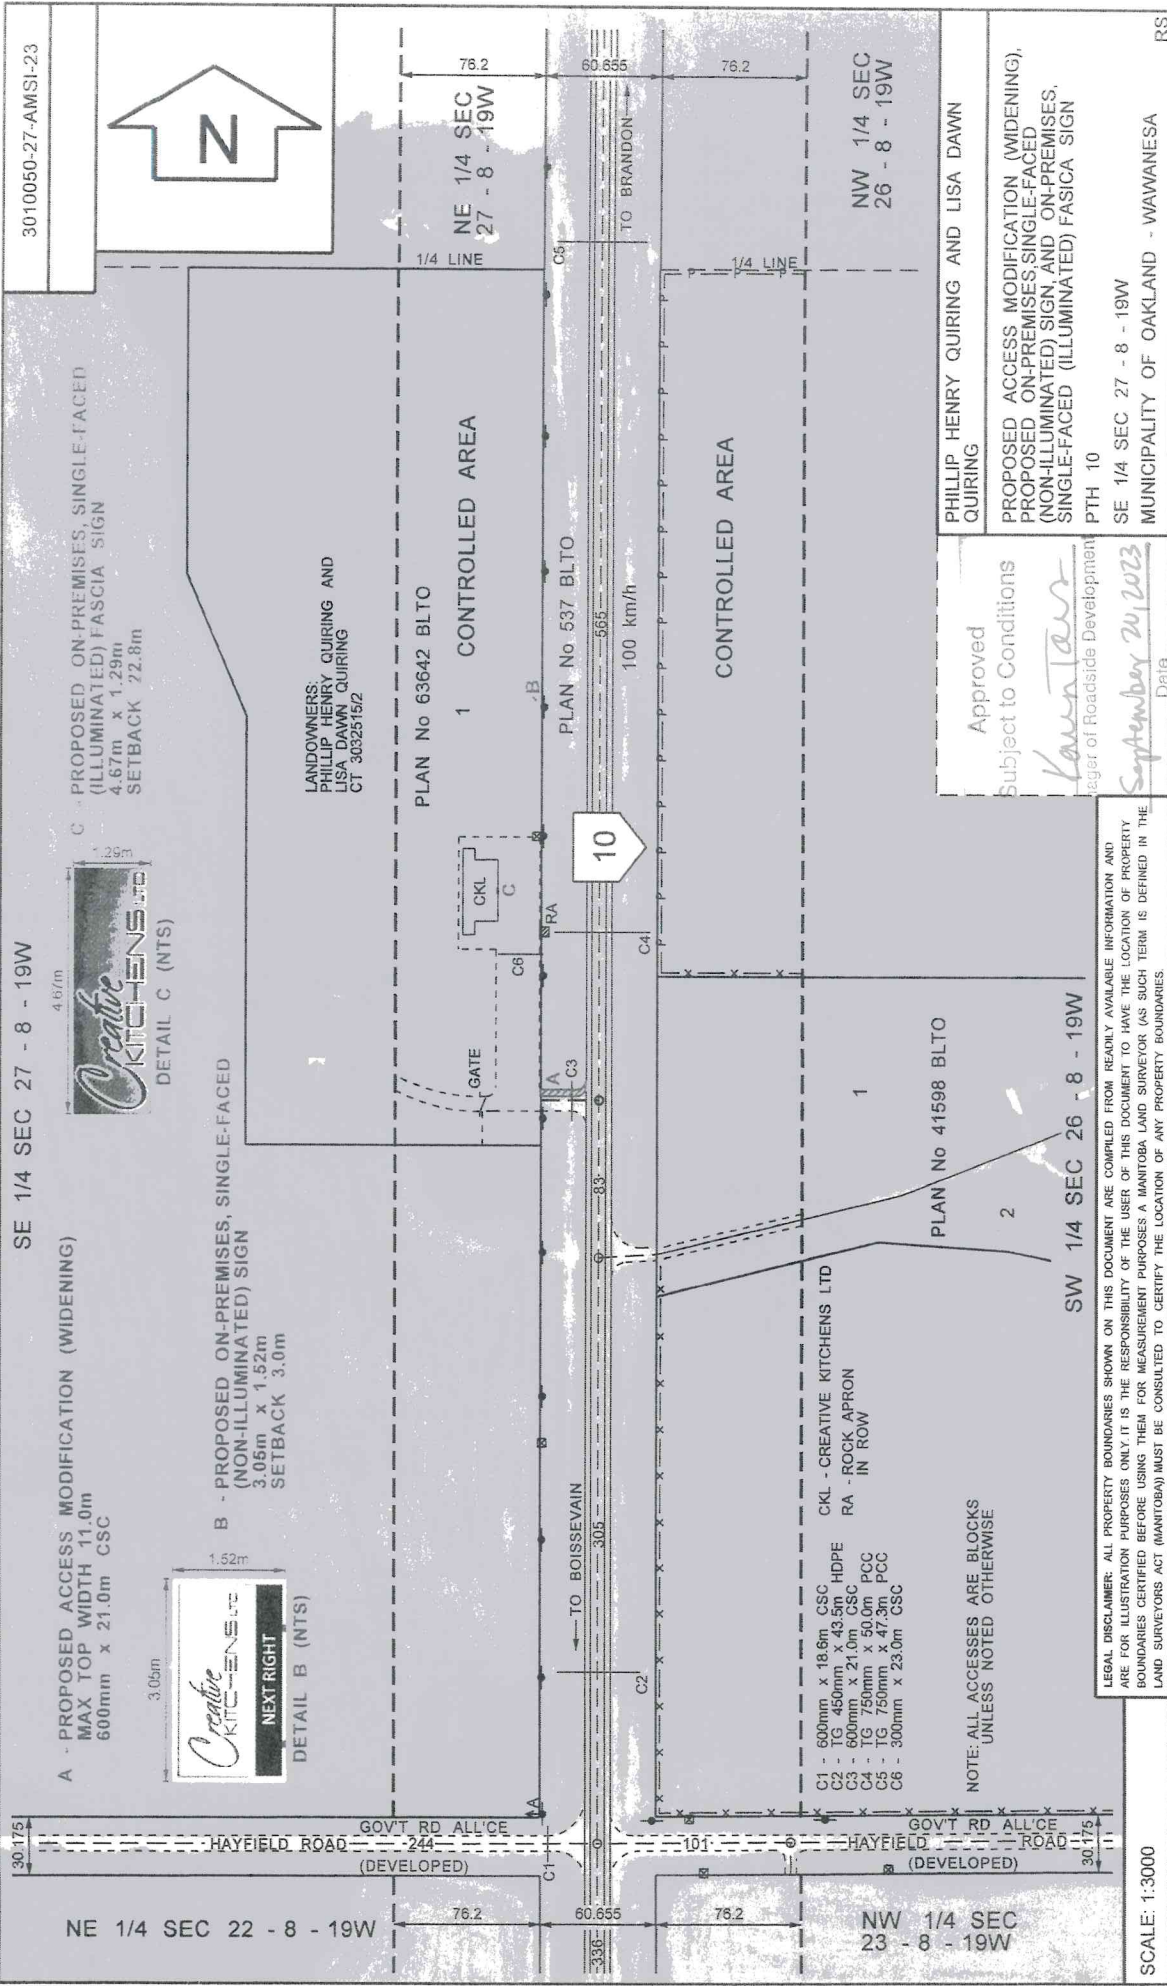 3010050-27-AMSI-23
N
SE 1/4 SEC 27 - 8 - 19W
A - PROPOSED ACCESS MODIFICATION (WIDENING)
MAX TOP WIDTH 11.0m
600mm x 21.0m CSC
3.05m
1.52m
Creative
KITCHENS LTD
NEXT RIGHT
DETAIL B (NTS)
B - PROPOSED ON-PREMISES, SINGLE-FACED
(NON-ILLUMINATED) SIGN
3.05m x 1.52m
SETBACK 3.0m
4.67m
1.29m
Creative
KITCHENS LTD
DETAIL C (NTS)
C - PROPOSED ON-PREMISES, SINGLE-FACED
(ILLUMINATED) FASCIA SIGN
4.67m x 1.29m
SETBACK 22.8m
LANDOWNERS:
PHILLIP HENRY QUIRING AND
LISA DAWN QUIRING
CT 3032515/2
PLAN No 63642 BLTO
1 CONTROLLED AREA
1/4 LINE
NE 1/4 SEC
27 - 8 - 19W
76.2
60.655
76.2
GATE
C6
CKL
C
RA
A
C3
B
PLAN No 537 BLTO
C5
TO BRANDON
TO BOISSEVAIN
336
305
83
565
10
100 km/h
C2
C4
30.175
GOV'T RD ALL'CE
HAYFIELD ROAD 244
(DEVELOPED)
A
C1
101
GOV'T RD ALL'CE
HAYFIELD ROAD
(DEVELOPED)
30.175
NE 1/4 SEC 22 - 8 - 19W
76.2
60.655
76.2
NW 1/4 SEC
23 - 8 - 19W
CONTROLLED AREA
1/4 LINE
NW 1/4 SEC
26 - 8 - 19W
1
PLAN No 41598 BLTO
2
SW 1/4 SEC 26 - 8 - 19W
C1 - 600mm x 18.6m CSC
C2 - TG 450mm x 43.5m HDPE
C3 - 600mm x 21.0m CSC
C4 - TG 750mm x 50.0m PCC
C5 - TG 750mm x 47.3m PCC
C6 - 300mm x 23.0m CSC
CKL - CREATIVE KITCHENS LTD
RA - ROCK APRON
IN ROW
NOTE: ALL ACCESSES ARE BLOCKS
UNLESS NOTED OTHERWISE
SCALE: 1:3000
LEGAL DISCLAIMER: ALL PROPERTY BOUNDARIES SHOWN ON THIS DOCUMENT ARE COMPILED FROM READILY AVAILABLE INFORMATION AND
ARE FOR ILLUSTRATION PURPOSES ONLY. IT IS THE RESPONSIBILITY OF THE USER OF THIS DOCUMENT TO HAVE THE LOCATION OF PROPERTY
BOUNDARIES CERTIFIED BEFORE USING THEM FOR MEASUREMENT PURPOSES A MANITOBA LAND SURVEYOR (AS SUCH TERM IS DEFINED IN THE
LAND SURVEYORS ACT (MANITOBA)) MUST BE CONSULTED TO CERTIFY THE LOCATION OF ANY PROPERTY BOUNDARIES.
Approved
Subject to Conditions
ager of Roadside Development
September 20, 2023
Date
PHILLIP HENRY QUIRING AND LISA DAWN
QUIRING
PROPOSED ACCESS MODIFICATION (WIDENING),
PROPOSED ON-PREMISES, SINGLE-FACED
(NON-ILLUMINATED) SIGN, AND ON-PREMISES,
SINGLE-FACED (ILLUMINATED) FASICA SIGN
PTH 10
SE 1/4 SEC 27 - 8 - 19W
MUNICIPALITY OF OAKLAND - WAWANESA
RS